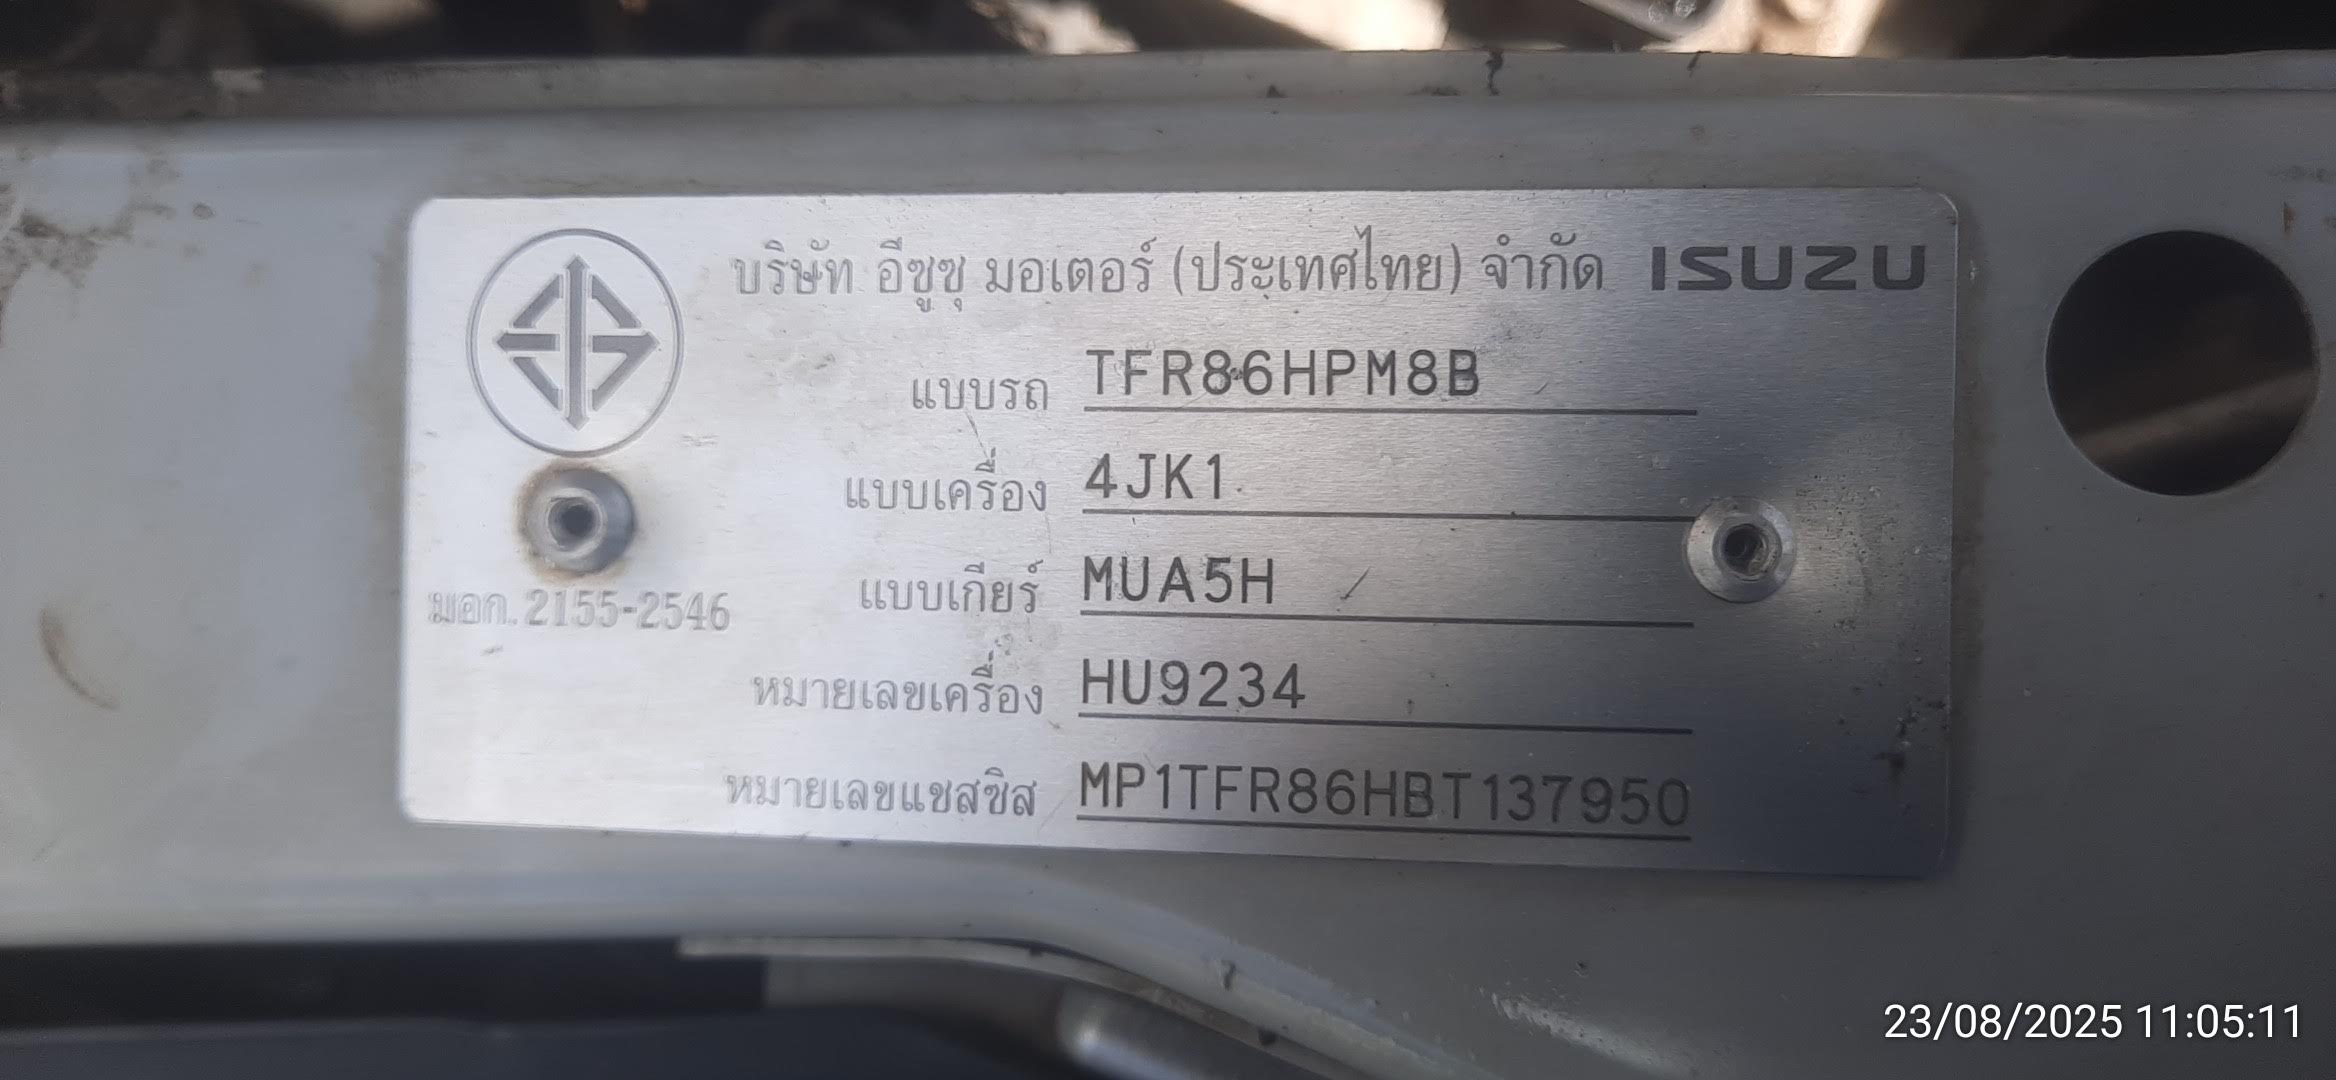 บริษัท อีซูซุ มอเตอร์ (ประเทศไทย) จำกัด ISUZU
แบบรถ TFR86HPM8B
แบบเครื่อง 4JK1
แบบเกียร์ MUA5H
มอก. 2155-2546
หมายเลขเครื่อง HU9234
หมายเลขแชสซิส MP1TFR86HBT137950
23/08/2025 11:05:11